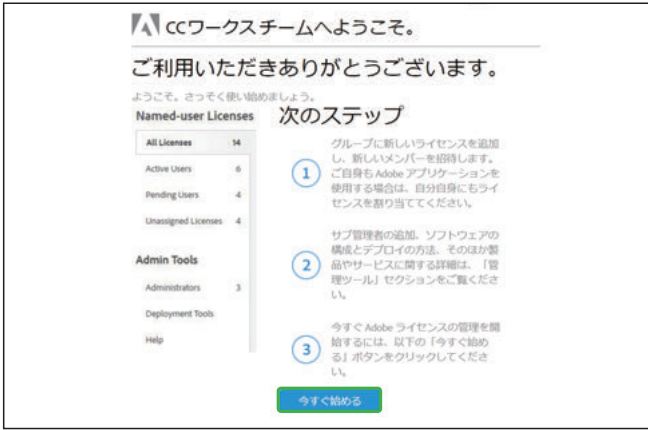 CCワークスチームへようこそ。
ご利用いただきありがとうございます。
ようこそ。さっそく使い始めましょう。
Named-user Licenses
All Licenses 14
Active Users 6
Pending Users 4
Unassigned Licenses 4
Admin Tools
Administrators 3
Deployment Tools
Help
次のステップ
1
グループに新しいライセンスを追加
し、新しいメンバーを招待します。
ご自身も Adobe アプリケーションを
使用する場合は、自分自身にもライ
センスを割り当ててください。
2
サブ管理者の追加、ソフトウェアの
構成とデプロイの方法、そのほか製
品やサービスに関する詳細は、「管
理ツール」セクションをご覧くださ
い。
3
今すぐ Adobe ライセンスの管理を開
始するには、以下の「今すぐ始め
る」ボタンをクリックしてくださ
い。
今すぐ始める